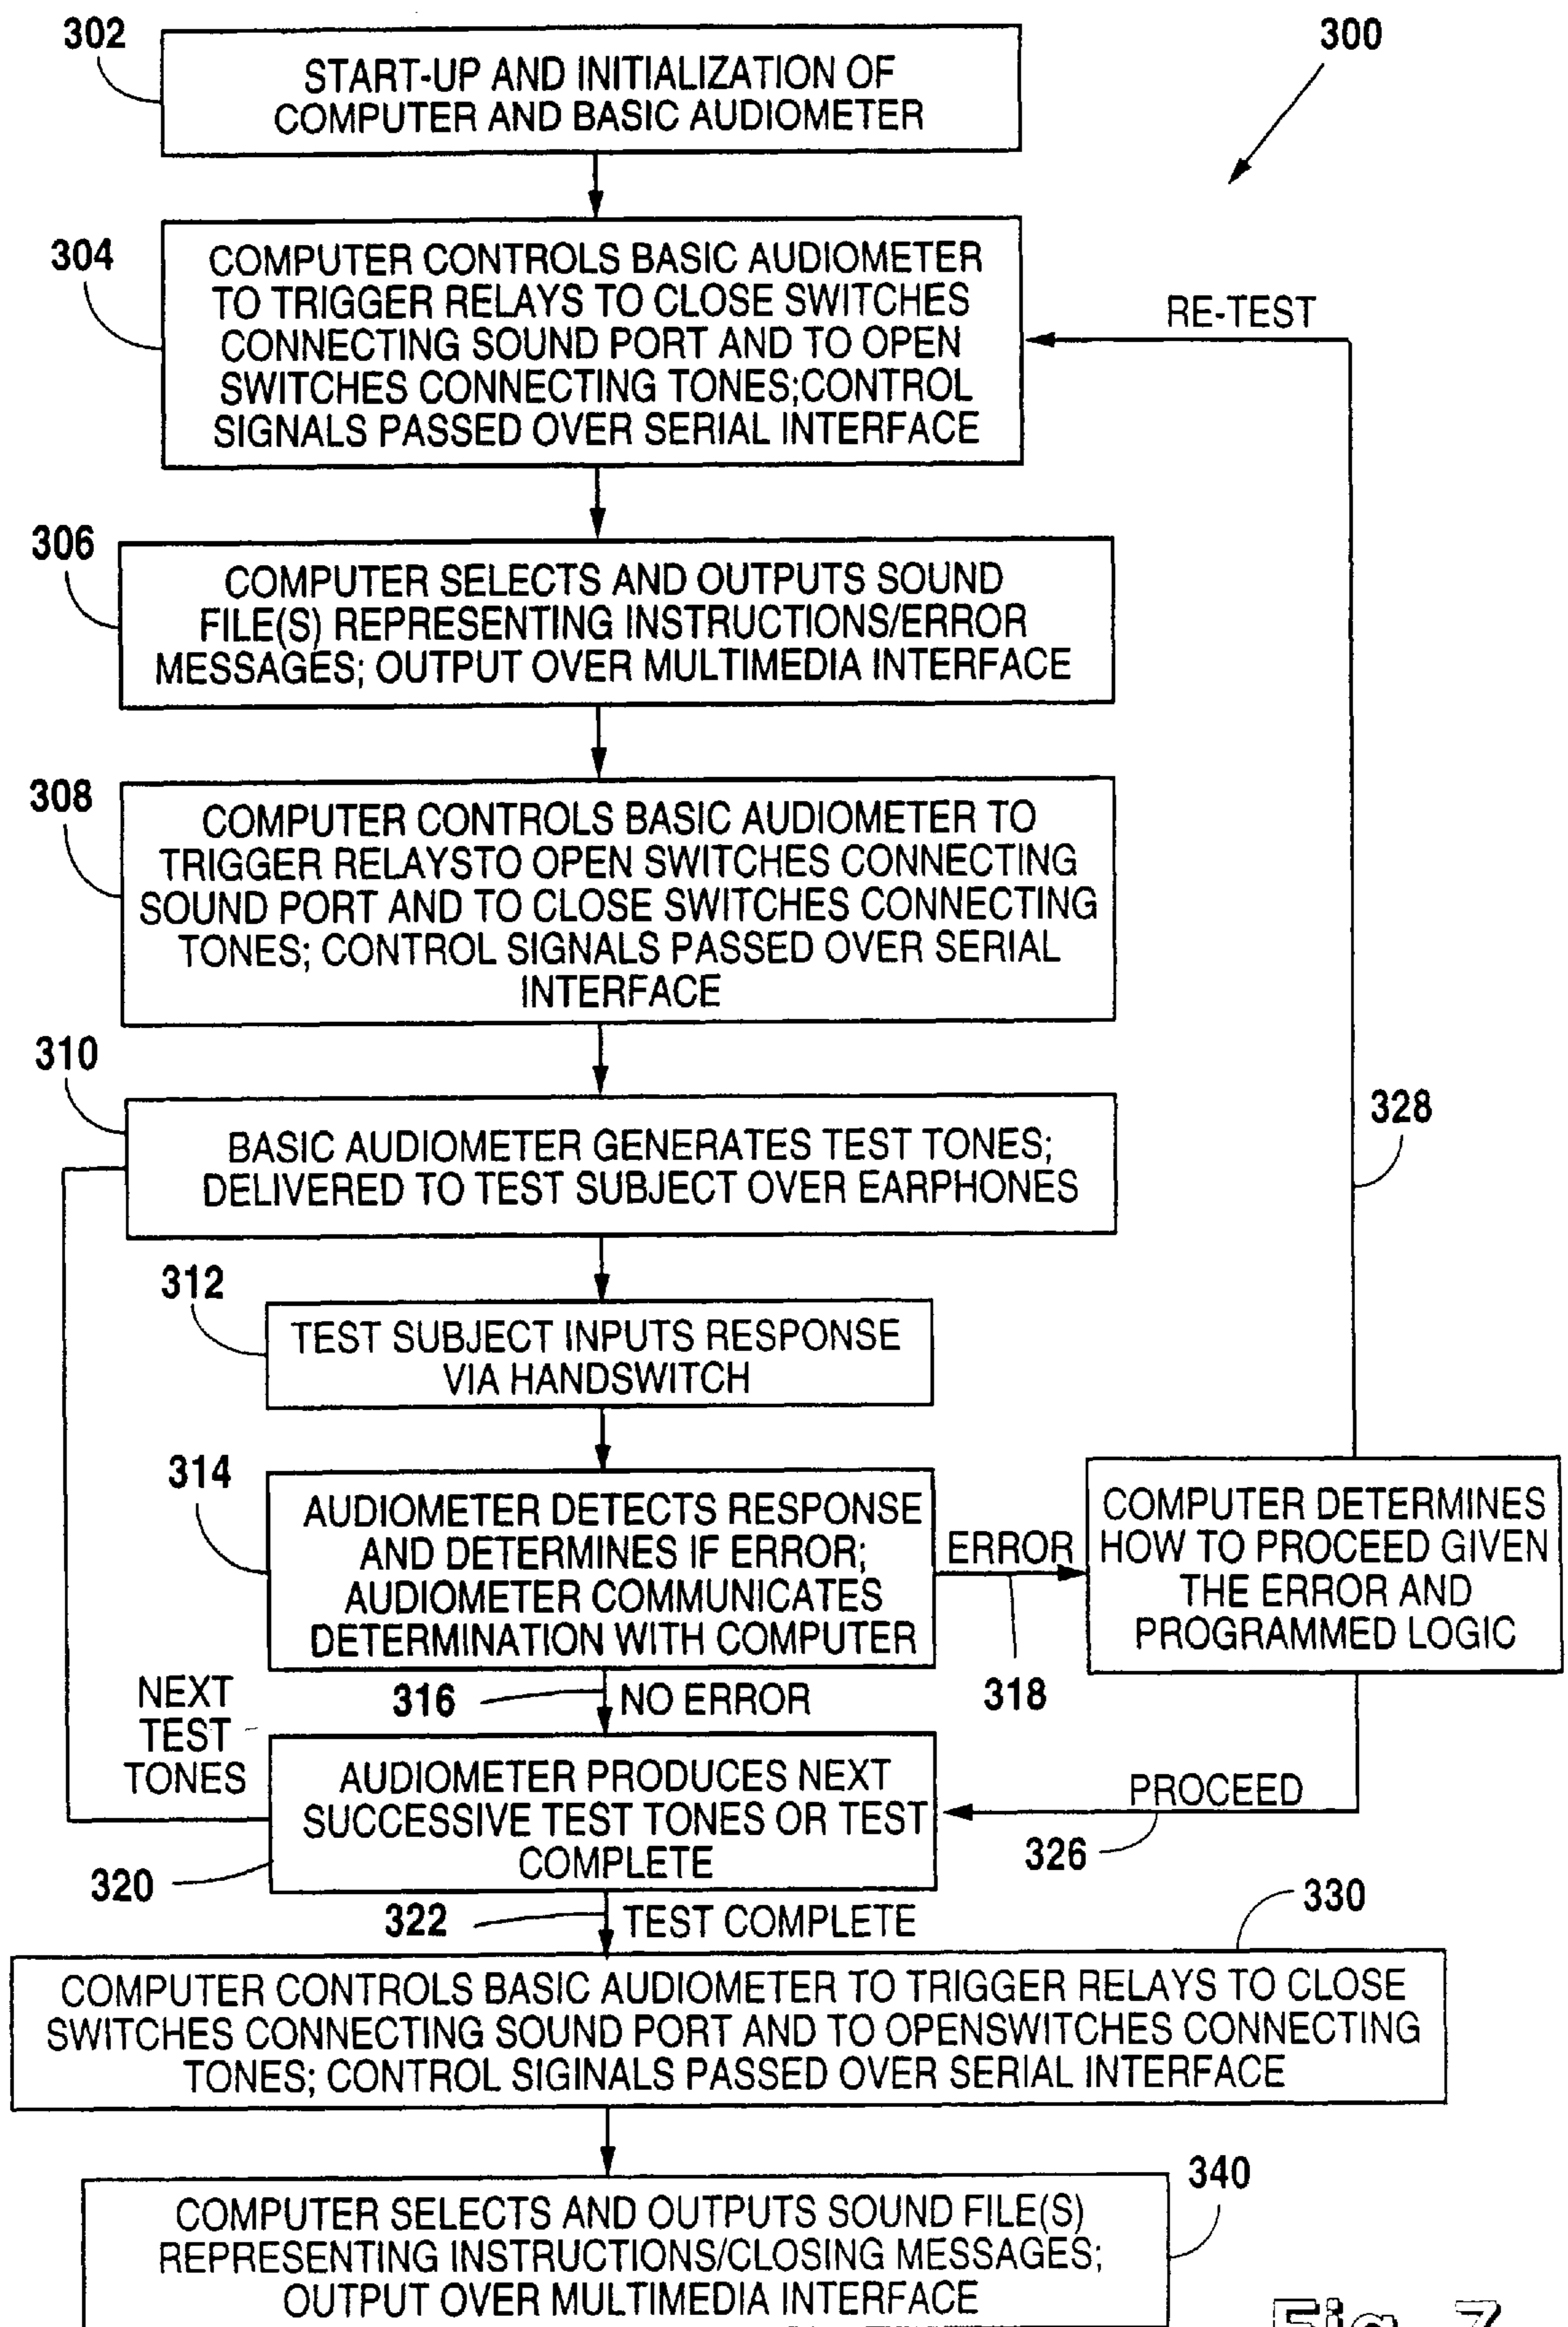 302
300
START-UP AND INITIALIZATION OF
COMPUTER AND BASIC AUDIOMETER
304
COMPUTER CONTROLS BASIC AUDIOMETER
TO TRIGGER RELAYS TO CLOSE SWITCHES
CONNECTING SOUND PORT AND TO OPEN
SWITCHES CONNECTING TONES;CONTROL
SIGNALS PASSED OVER SERIAL INTERFACE
RE-TEST
306
COMPUTER SELECTS AND OUTPUTS SOUND
FILE(S) REPRESENTING INSTRUCTIONS/ERROR
MESSAGES; OUTPUT OVER MULTIMEDIA INTERFACE
308
COMPUTER CONTROLS BASIC AUDIOMETER TO
TRIGGER RELAYSTO OPEN SWITCHES CONNECTING
SOUND PORT AND TO CLOSE SWITCHES CONNECTING
TONES; CONTROL SIGNALS PASSED OVER SERIAL
INTERFACE
310
BASIC AUDIOMETER GENERATES TEST TONES;
DELIVERED TO TEST SUBJECT OVER EARPHONES
328
312
TEST SUBJECT INPUTS RESPONSE
VIA HANDSWITCH
314
AUDIOMETER DETECTS RESPONSE
AND DETERMINES IF ERROR;
AUDIOMETER COMMUNICATES
DETERMINATION WITH COMPUTER
ERROR
318
COMPUTER DETERMINES
HOW TO PROCEED GIVEN
THE ERROR AND
PROGRAMMED LOGIC
316
NO ERROR
NEXT
TEST
TONES
AUDIOMETER PRODUCES NEXT
SUCCESSIVE TEST TONES OR TEST
COMPLETE
PROCEED
326
320
322
TEST COMPLETE
330
COMPUTER CONTROLS BASIC AUDIOMETER TO TRIGGER RELAYS TO CLOSE
SWITCHES CONNECTING SOUND PORT AND TO OPENSWITCHES CONNECTING
TONES; CONTROL SIGINALS PASSED OVER SERIAL INTERFACE
340
COMPUTER SELECTS AND OUTPUTS SOUND FILE(S)
REPRESENTING INSTRUCTIONS/CLOSING MESSAGES;
OUTPUT OVER MULTIMEDIA INTERFACE
Fig. 7